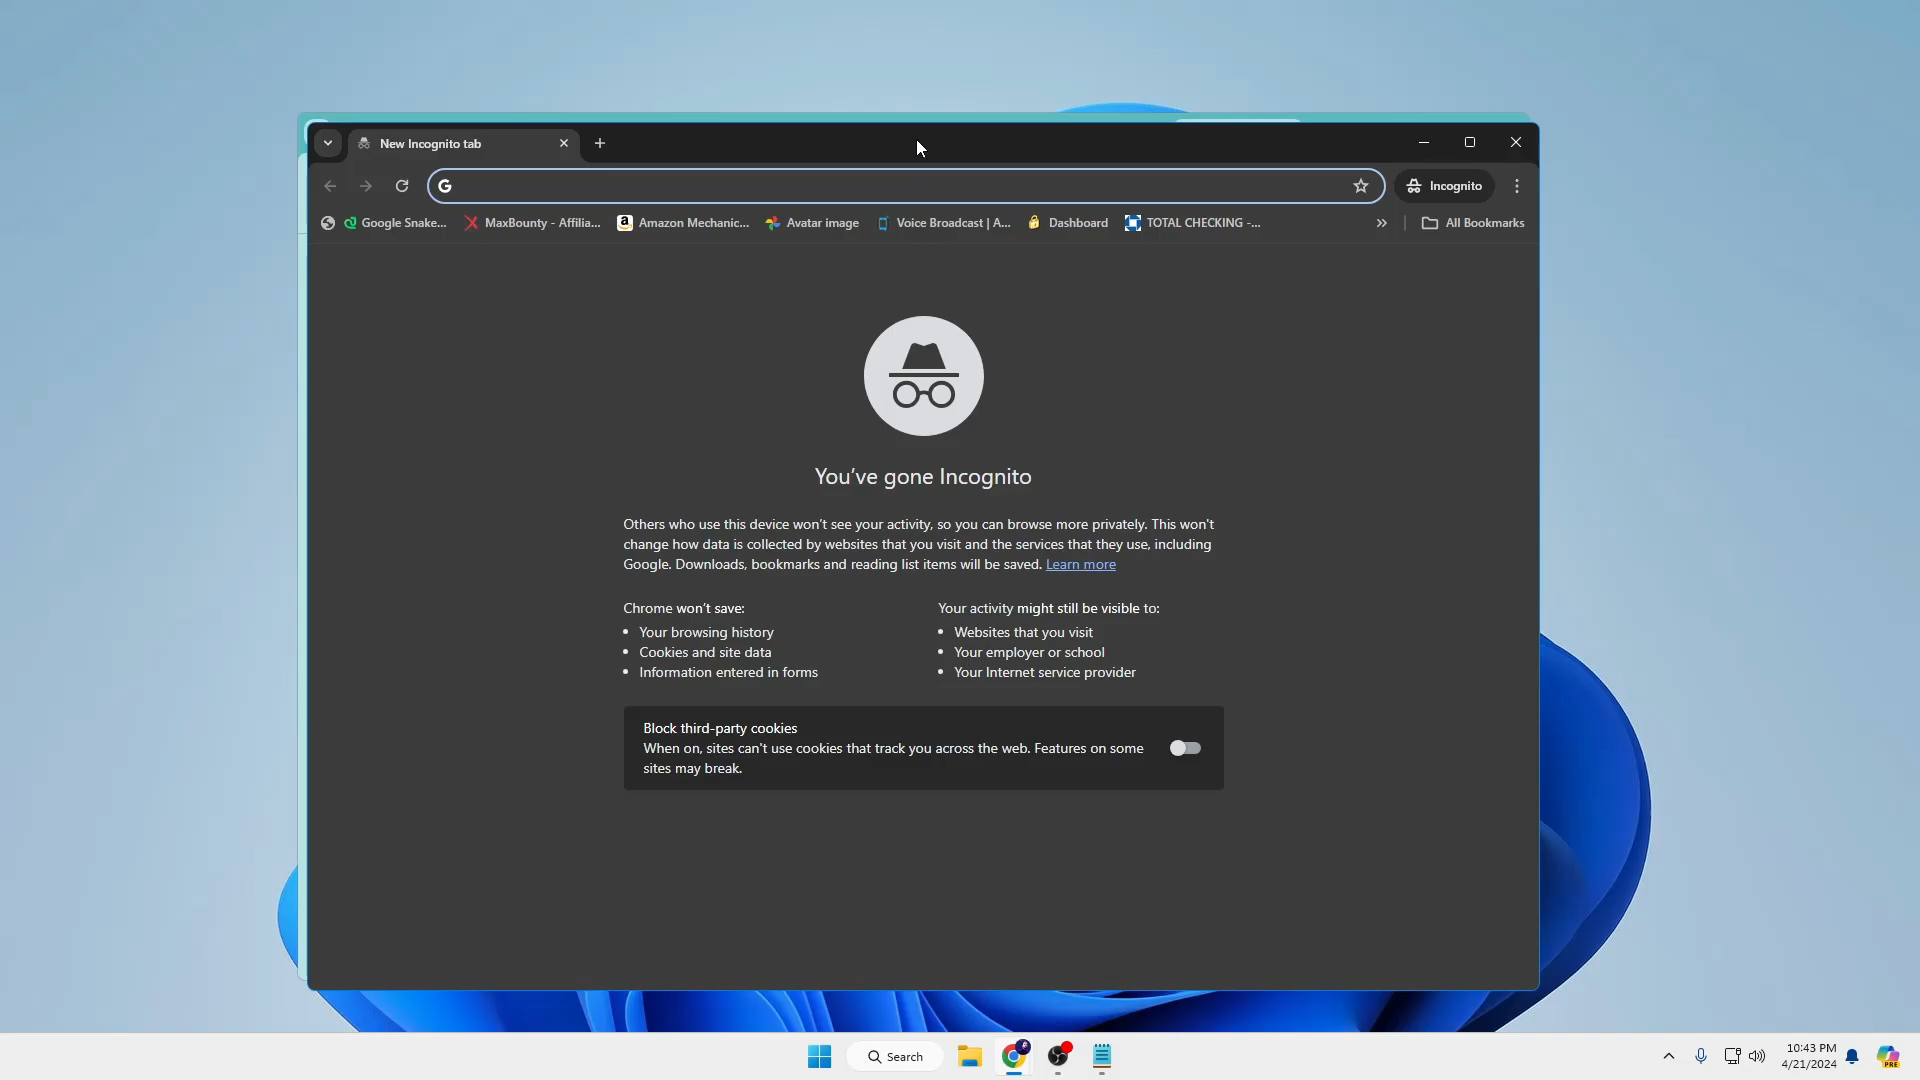 New Incognito tab
Incognito
Google Snake...
MaxBounty - Affilia...
Amazon Mechanic...
Avatar image
Voice Broadcast | A...
Dashboard
TOTAL CHECKING -...
All Bookmarks
You've gone Incognito
Others who use this device won't see your activity, so you can browse more privately. This won't
change how data is collected by websites that you visit and the services that they use, including
Google. Downloads, bookmarks and reading list items will be saved. Learn more
Chrome won't save:
Your browsing history
Cookies and site data
Information entered in forms
Your activity might still be visible to:
Websites that you visit
Your employer or school
Your Internet service provider
Block third-party cookies
When on, sites can't use cookies that track you across the web. Features on some
sites may break.
Search
10:43 PM
4/21/2024
PRE